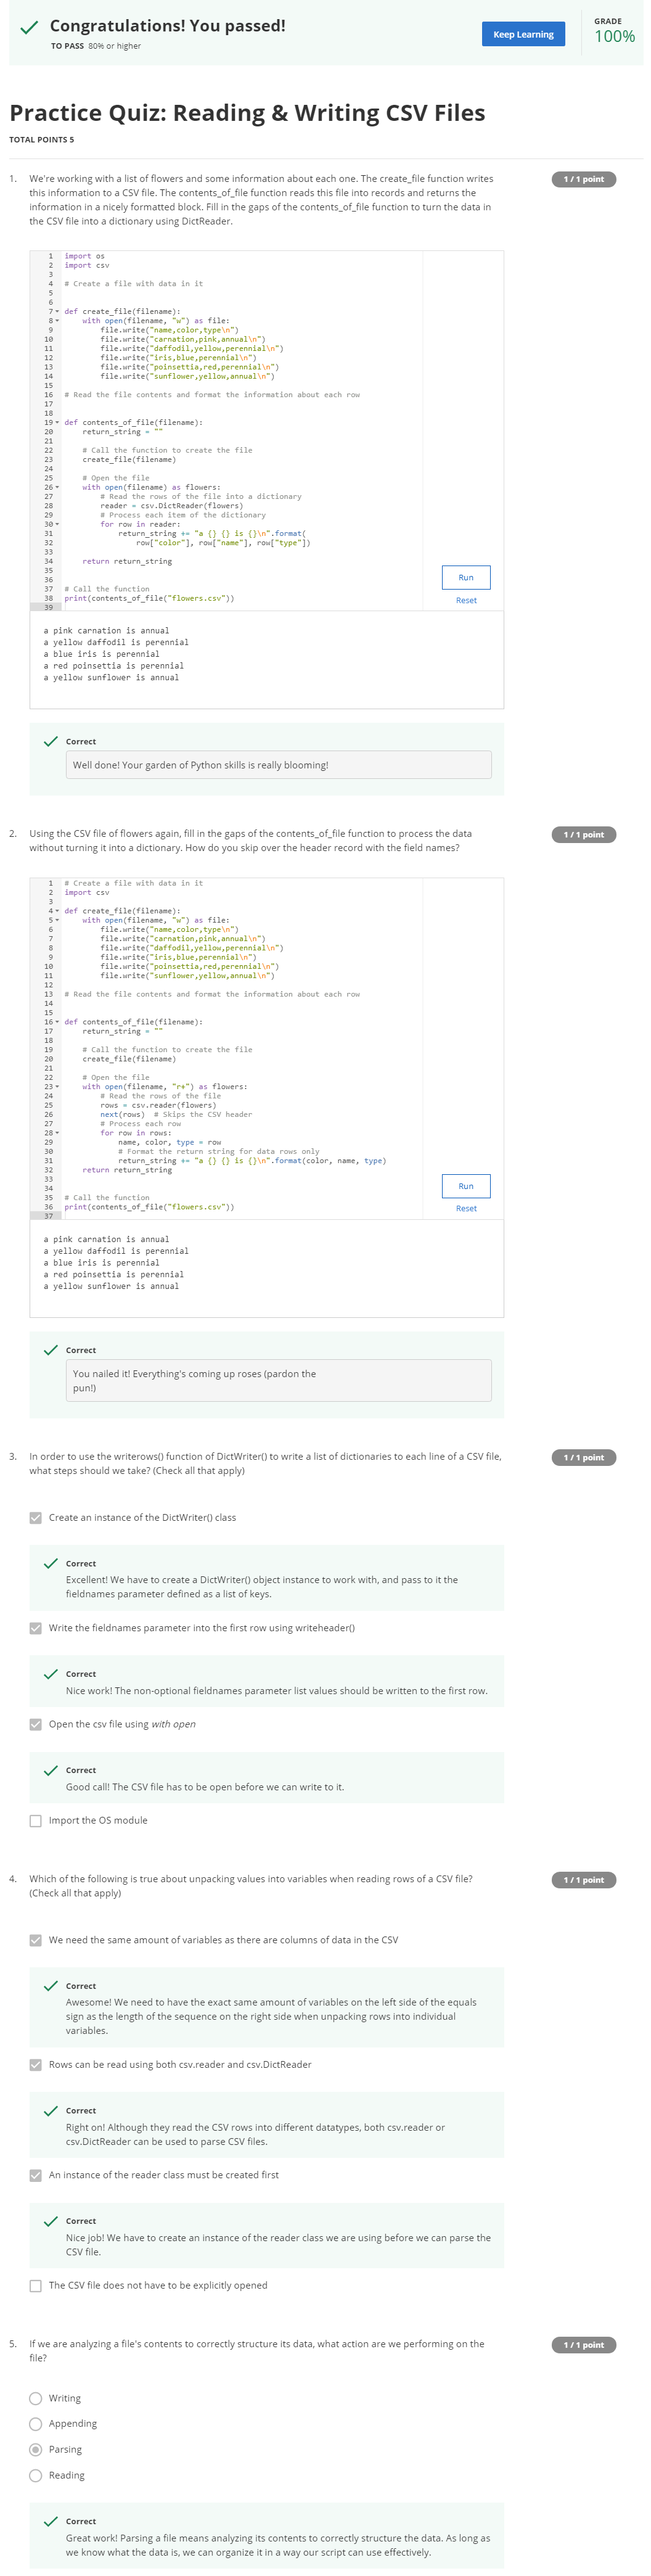 Congratulations! You passed!
TO PASS 80% or higher
Keep Learning
GRADE
100%
Practice Quiz: Reading & Writing CSV Files
TOTAL POINTS 5
1. We're working with a list of flowers and some information about each one. The create_file function writes
this information to a CSV file. The contents_of_file function reads this file into records and returns the
information in a nicely formatted block. Fill in the gaps of the contents_of_file function to turn the data in
the CSV file into a dictionary using DictReader.
1 / 1 point
1 import os
2 import csv
3
4 # Create a file with data in it
5
6
7 def create_file(filename):
8     with open(filename, "w") as file:
9         file.write("name,color,type\n")
10         file.write("carnation,pink,annual\n")
11         file.write("daffodil,yellow,perennial\n")
12         file.write("iris,blue,perennial\n")
13         file.write("poinsettia,red,perennial\n")
14         file.write("sunflower,yellow,annual\n")
15
16 # Read the file contents and format the information about each row
17
18
19 def contents_of_file(filename):
20     return_string = ""
21
22     # Call the function to create the file
23     create_file(filename)
24
25     # Open the file
26     with open(filename) as flowers:
27         # Read the rows of the file into a dictionary
28         reader = csv.DictReader(flowers)
29         # Process each item of the dictionary
30         for row in reader:
31             return_string += "a {} {} is {}\n".format(
32                 row["color"], row["name"], row["type"])
33
34     return return_string
35
36
37 # Call the function
38 print(contents_of_file("flowers.csv"))
39
Run
Reset
a pink carnation is annual
a yellow daffodil is perennial
a blue iris is perennial
a red poinsettia is perennial
a yellow sunflower is annual
Correct
Well done! Your garden of Python skills is really blooming!
2. Using the CSV file of flowers again, fill in the gaps of the contents_of_file function to process the data
without turning it into a dictionary. How do you skip over the header record with the field names?
1 / 1 point
1 # Create a file with data in it
2 import csv
3
4 def create_file(filename):
5     with open(filename, "w") as file:
6         file.write("name,color,type\n")
7         file.write("carnation,pink,annual\n")
8         file.write("daffodil,yellow,perennial\n")
9         file.write("iris,blue,perennial\n")
10         file.write("poinsettia,red,perennial\n")
11         file.write("sunflower,yellow,annual\n")
12
13 # Read the file contents and format the information about each row
14
15
16 def contents_of_file(filename):
17     return_string = ""
18
19     # Call the function to create the file
20     create_file(filename)
21
22     # Open the file
23     with open(filename, "r+") as flowers:
24         # Read the rows of the file
25         rows = csv.reader(flowers)
26         next(rows)  # Skips the CSV header
27         # Process each row
28         for row in rows:
29             name, color, type = row
30             # Format the return string for data rows only
31             return_string += "a {} {} is {}\n".format(color, name, type)
32     return return_string
33
34
35 # Call the function
36 print(contents_of_file("flowers.csv"))
37
Run
Reset
a pink carnation is annual
a yellow daffodil is perennial
a blue iris is perennial
a red poinsettia is perennial
a yellow sunflower is annual
Correct
You nailed it! Everything's coming up roses (pardon the
pun!)
3. In order to use the writerows() function of DictWriter() to write a list of dictionaries to each line of a CSV file,
what steps should we take? (Check all that apply)
1 / 1 point
Create an instance of the DictWriter() class
Correct
Excellent! We have to create a DictWriter() object instance to work with, and pass to it the
fieldnames parameter defined as a list of keys.
Write the fieldnames parameter into the first row using writeheader()
Correct
Nice work! The non-optional fieldnames parameter list values should be written to the first row.
Open the csv file using with open
Correct
Good call! The CSV file has to be open before we can write to it.
Import the OS module
4. Which of the following is true about unpacking values into variables when reading rows of a CSV file?
(Check all that apply)
1 / 1 point
We need the same amount of variables as there are columns of data in the CSV
Correct
Awesome! We need to have the exact same amount of variables on the left side of the equals
sign as the length of the sequence on the right side when unpacking rows into individual
variables.
Rows can be read using both csv.reader and csv.DictReader
Correct
Right on! Although they read the CSV rows into different datatypes, both csv.reader or
csv.DictReader can be used to parse CSV files.
An instance of the reader class must be created first
Correct
Nice job! We have to create an instance of the reader class we are using before we can parse the
CSV file.
The CSV file does not have to be explicitly opened
5. If we are analyzing a file's contents to correctly structure its data, what action are we performing on the
file?
1 / 1 point
Writing
Appending
Parsing
Reading
Correct
Great work! Parsing a file means analyzing its contents to correctly structure the data. As long as
we know what the data is, we can organize it in a way our script can use effectively.